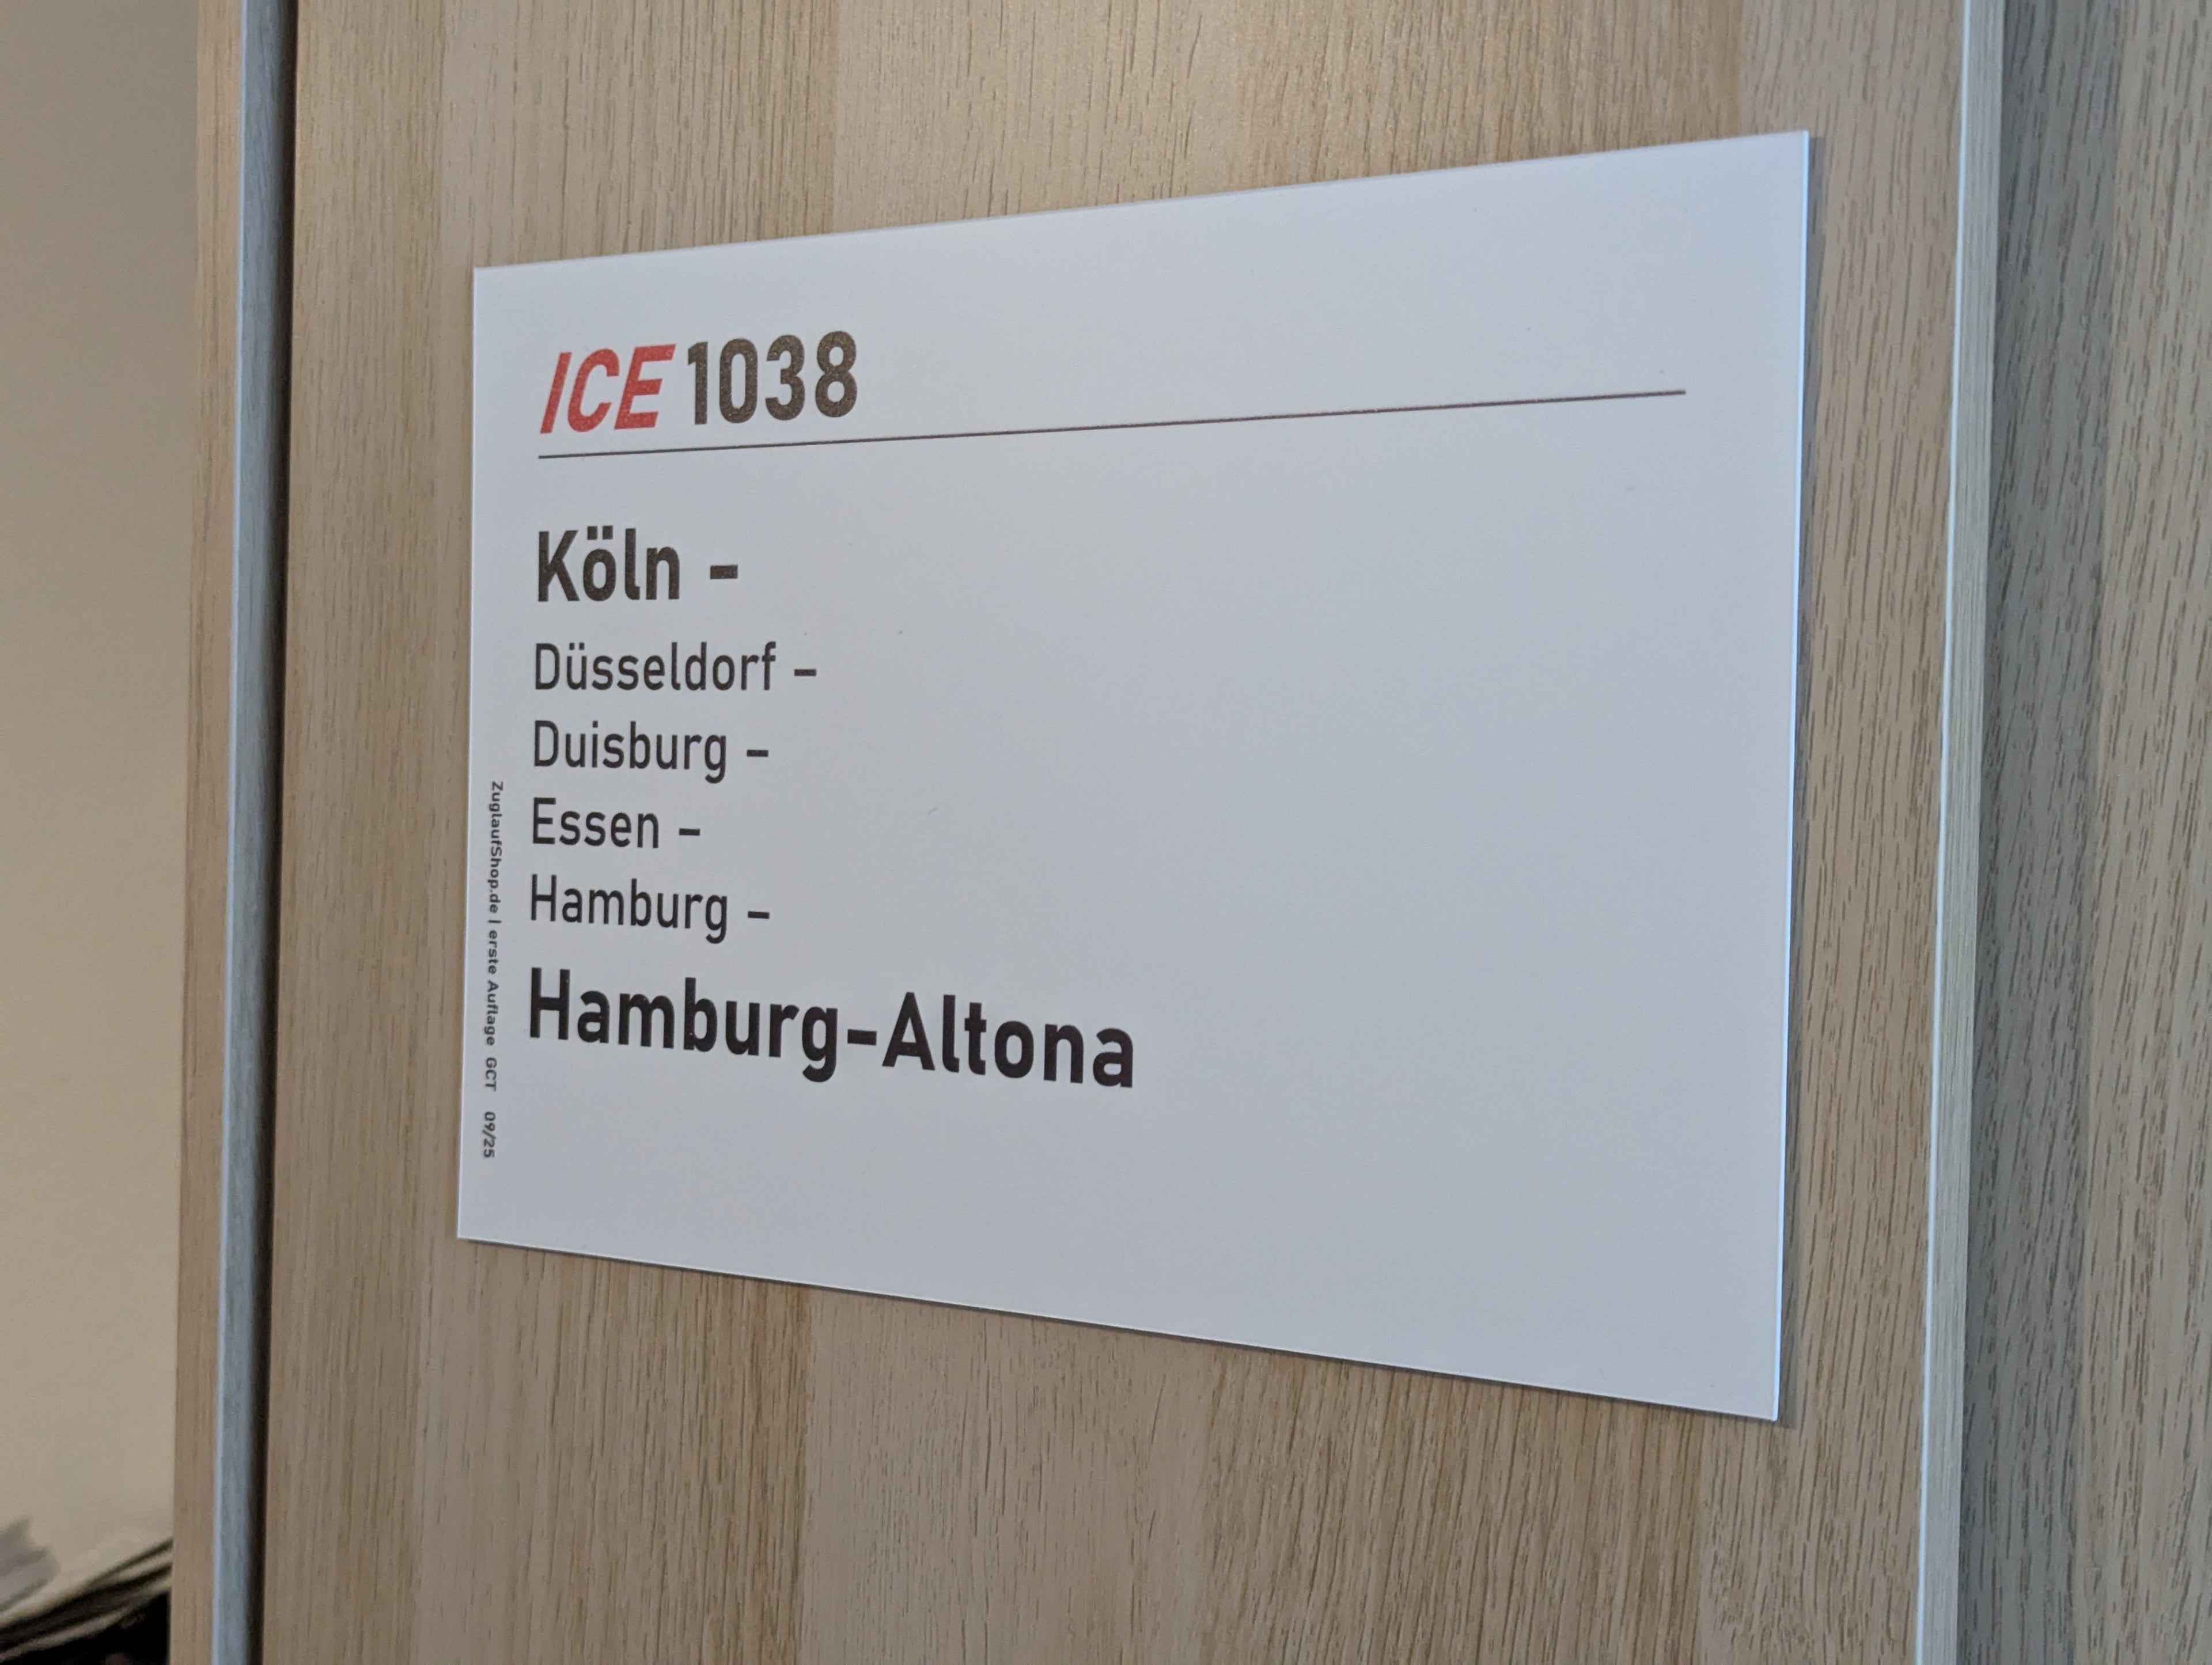 ICE 1038
Köln –
Düsseldorf –
Duisburg –
Essen –
Hamburg –
Hamburg-Altona
ZuglaufShop.de | erste Auflage GCT 09/25